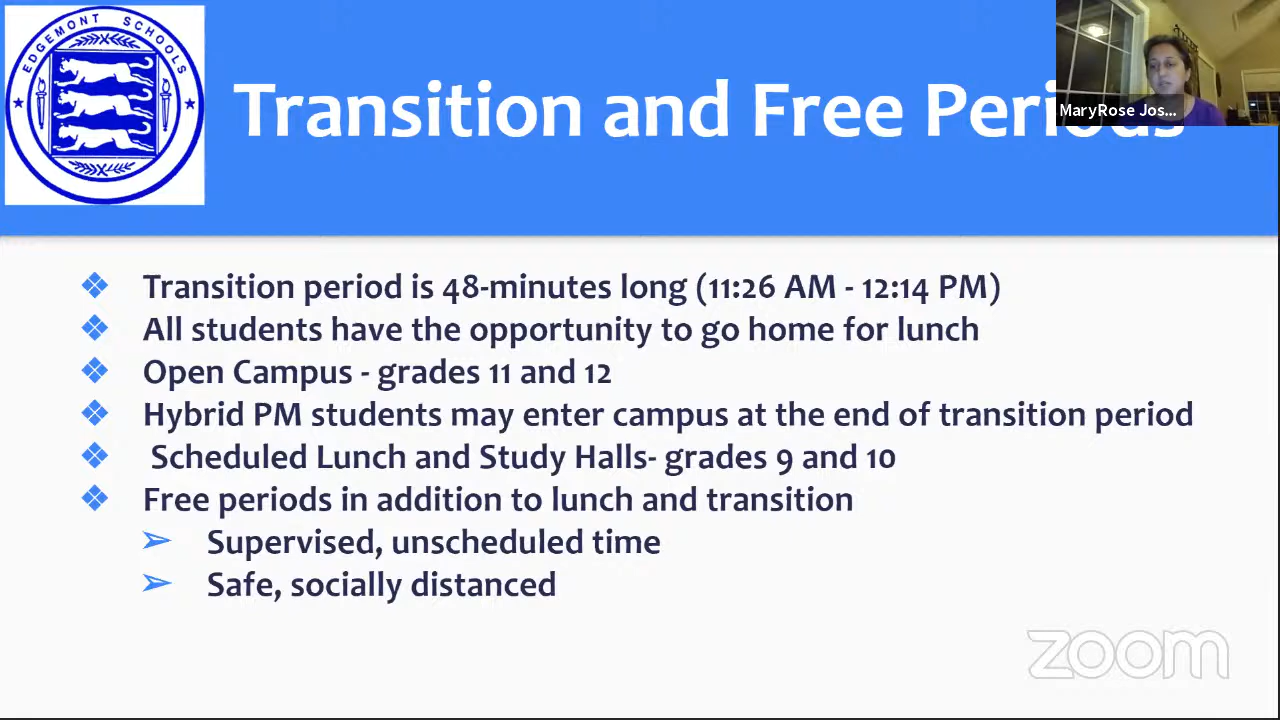 EDGEMONT SCHOOLS
Transition and Free Periods
MaryRose Jos...
Transition period is 48-minutes long (11:26 AM - 12:14 PM)
All students have the opportunity to go home for lunch
Open Campus - grades 11 and 12
Hybrid PM students may enter campus at the end of transition period
Scheduled Lunch and Study Halls- grades 9 and 10
Free periods in addition to lunch and transition
Supervised, unscheduled time
Safe, socially distanced
zoom